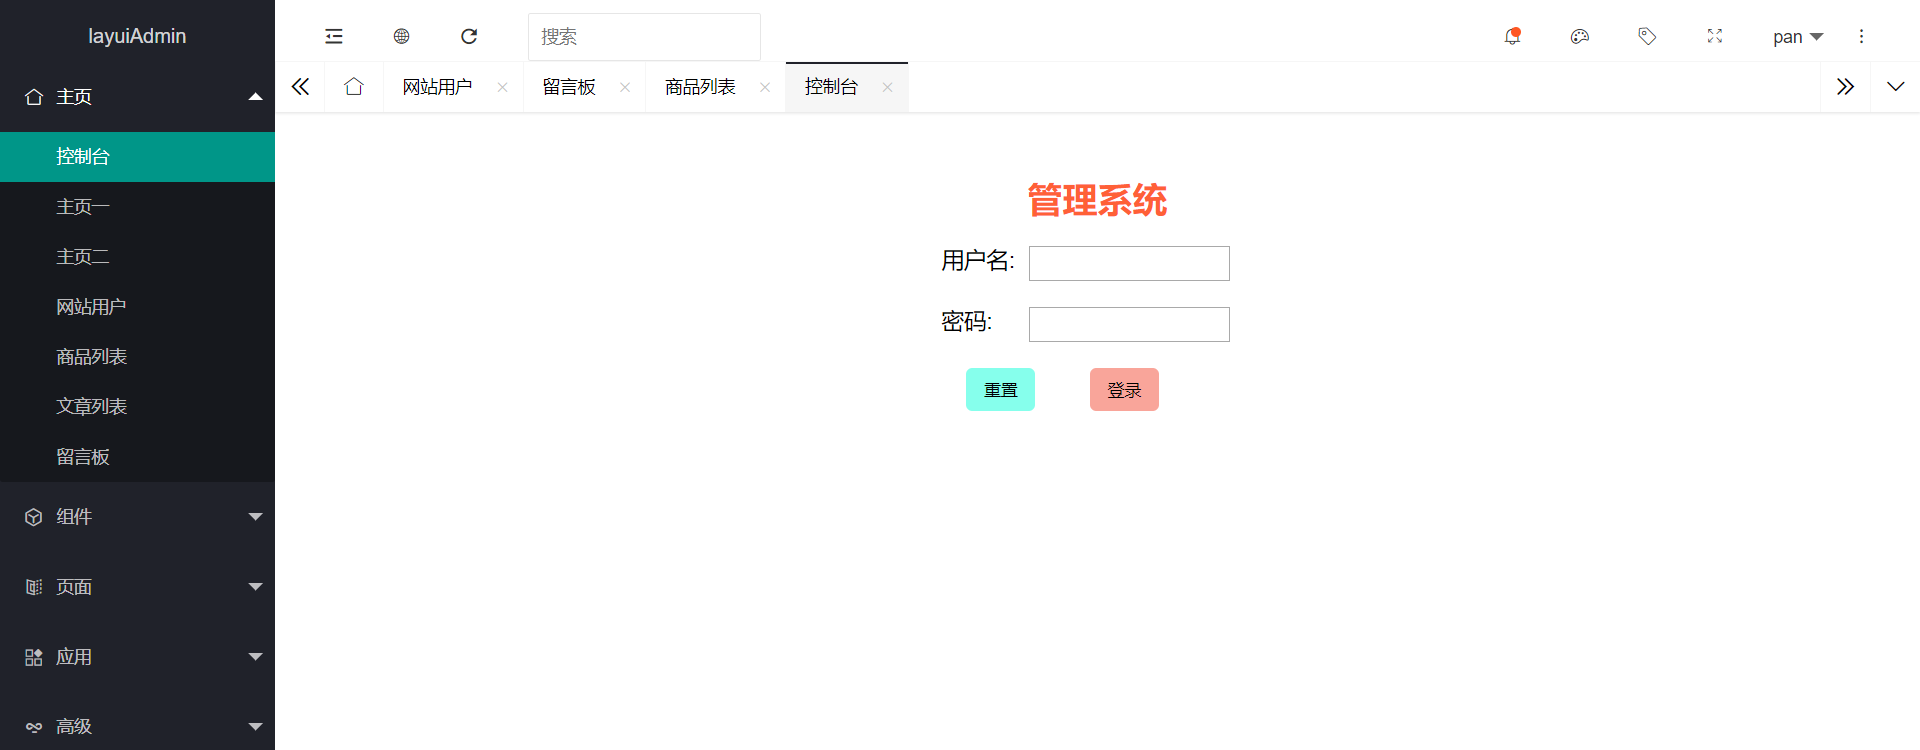 layuiAdmin
搜索
pan
主页
网站用户
留言板
商品列表
控制台
控制台
主页一
主页二
网站用户
商品列表
文章列表
留言板
组件
页面
应用
高级
管理系统
用户名:
密码:
重置 登录